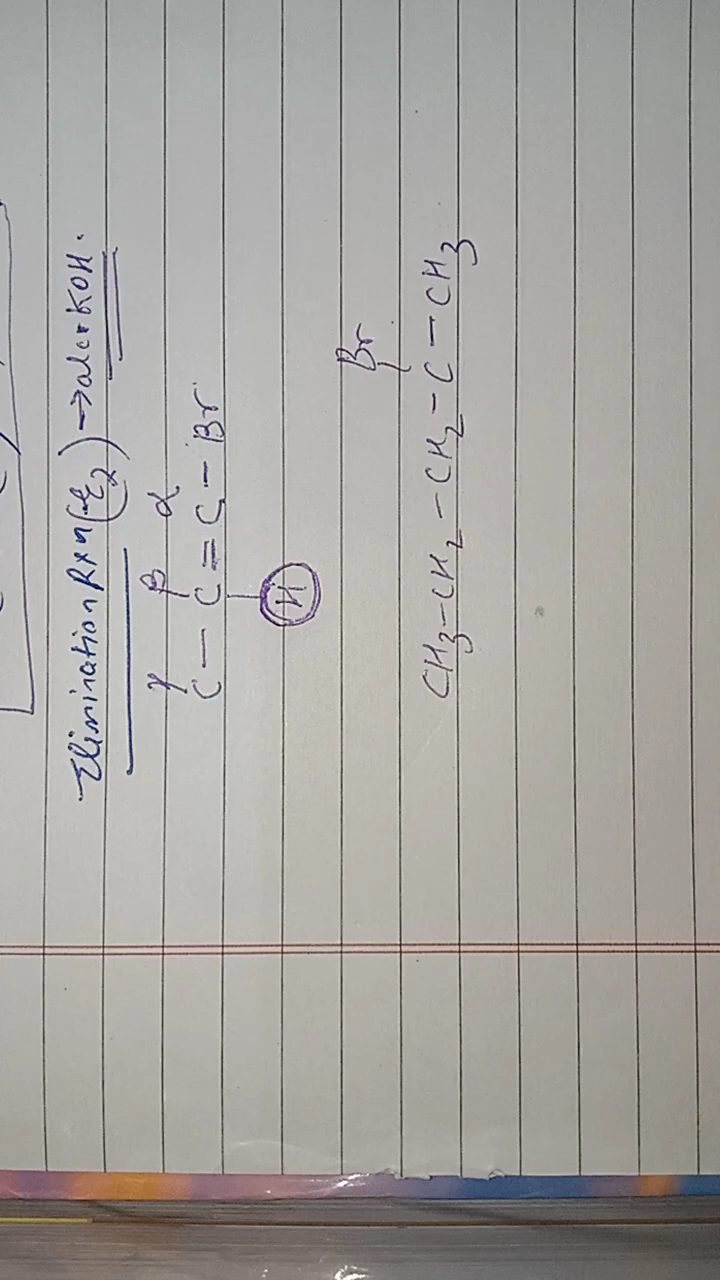 Elimination Rxn (E2) → alc. KOH.
γ β α
C — C = C — Br
H
Br
CH3 – CH2 – CH2 – C – CH3